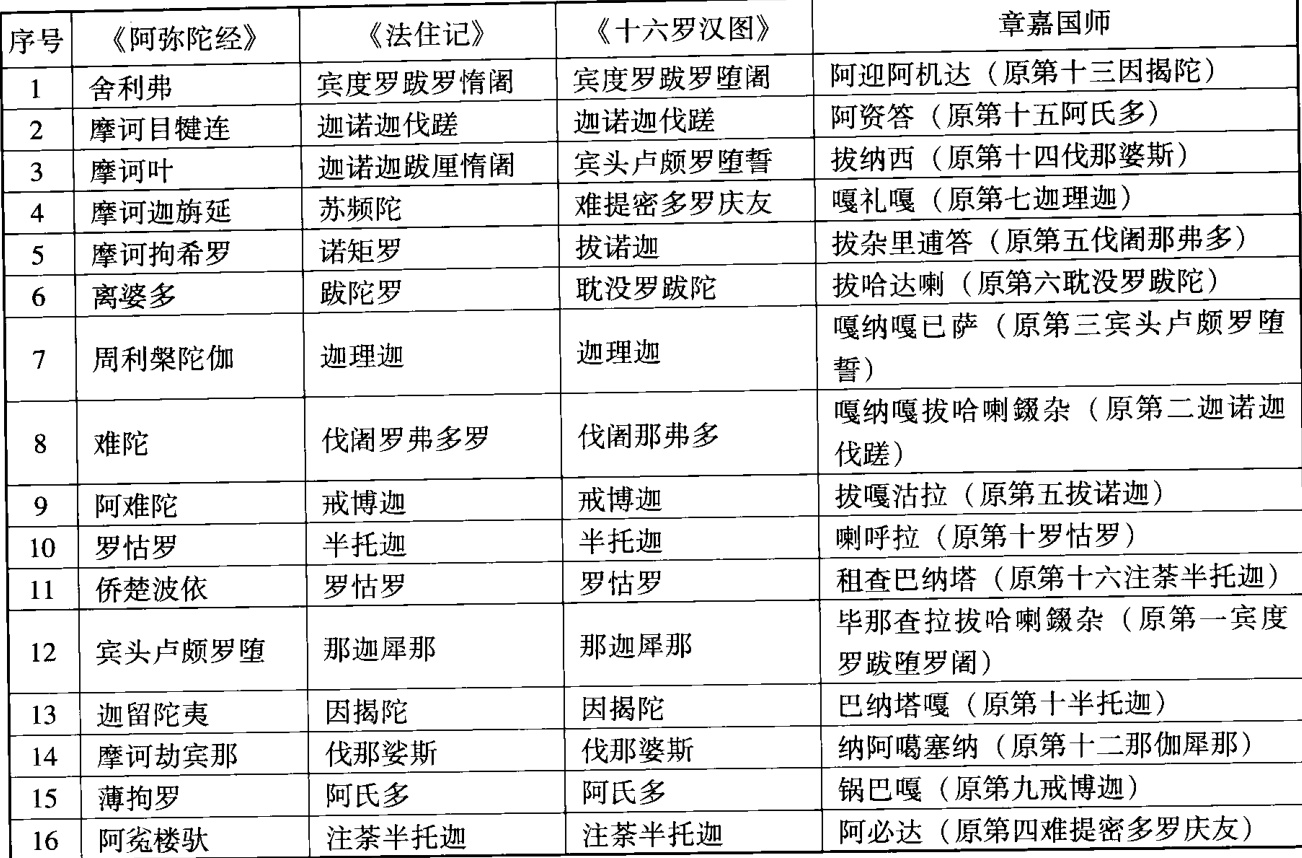 序号 《阿弥陀经》 《法住记》 《十六罗汉图》 章嘉国师
1 舍利弗 宾度罗跋罗惰阇 宾度罗跋罗堕阇 阿迎阿机达（原第十三因揭陀）
2 摩诃目犍连 迦诺迦伐蹉 迦诺迦伐蹉 阿资答（原第十五阿氏多）
3 摩诃叶 迦诺迦跋厘惰阇 宾头卢颇罗堕誓 拔纳西（原第十四伐那婆斯）
4 摩诃迦旃延 苏频陀 难提密多罗庆友 嘎礼嘎（原第七迦理迦）
5 摩诃拘希罗 诺矩罗 拔诺迦 拔杂里逋答（原第五伐阇那弗多）
6 离婆多 跋陀罗 耽没罗跋陀 拔哈达喇（原第六耽没罗跋陀）
7 周利槃陀伽 迦理迦 迦理迦 嘎纳嘎已萨（原第三宾头卢颇罗堕
誓）
8 难陀 伐阇罗弗多罗 伐阇那弗多 嘎纳嘎拔哈喇錣杂（原第二迦诺迦
伐蹉）
9 阿难陀 戒博迦 戒博迦 拔嘎沽拉（原第五拔诺迦）
10 罗怙罗 半托迦 半托迦 喇呼拉（原第十罗怙罗）
11 侨楚波依 罗怙罗 罗怙罗 租查巴纳塔（原第十六注荼半托迦）
12 宾头卢颇罗堕 那迦犀那 那迦犀那 毕那查拉拔哈喇錣杂（原第一宾度
罗跋堕罗阇）
13 迦留陀夷 因揭陀 因揭陀 巴纳塔嘎（原第十半托迦）
14 摩诃劫宾那 伐那娑斯 伐那婆斯 纳阿噶塞纳（原第十二那伽犀那）
15 薄拘罗 阿氏多 阿氏多 锅巴嘎（原第九戒博迦）
16 阿菟楼驮 注荼半托迦 注荼半托迦 阿必达（原第四难提密多罗庆友）